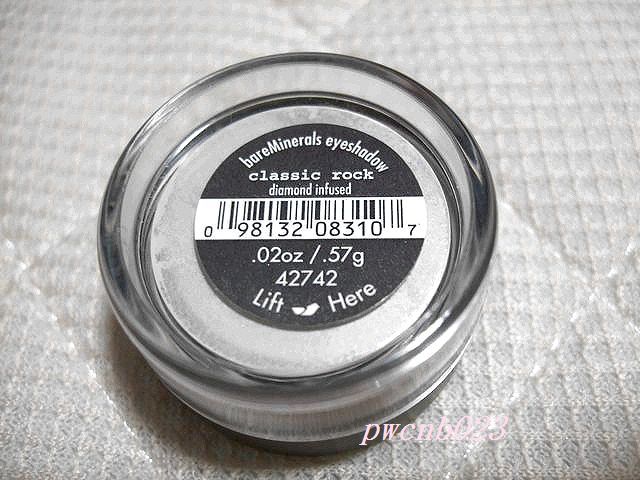 bareMinerals eyeshadow
classic rock
diamond infused
0 98132 08310 7
.02oz / .57g
42742
Lift Here
pwcnb023